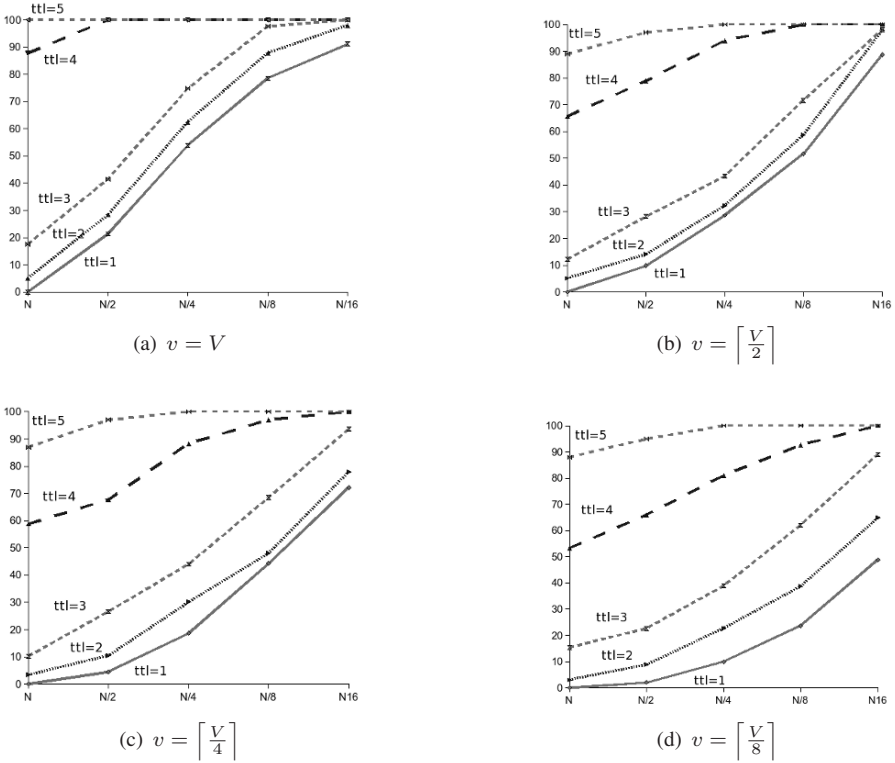 100
90
80
70
60
50
40
30
20
10
0
ttl=5
ttl=4
ttl=3
ttl=2
ttl=1
N N/2 N/4 N/8 N/16
(a) v = V
100
90
80
70
60
50
40
30
20
10
0
ttl=5
ttl=4
ttl=3
ttl=2
ttl=1
N N/2 N/4 N/8 N16
(b) v = ⌈V/2⌉
100
90
80
70
60
50
40
30
20
10
0
ttl=5
ttl=4
ttl=3
ttl=2
ttl=1
N N/2 N/4 N/8 N16
(c) v = ⌈V/4⌉
100
90
80
70
60
50
40
30
20
10
0
ttl=5
ttl=4
ttl=3
ttl=2
ttl=1
N N/2 N/4 N/8 N16
(d) v = ⌈V/8⌉